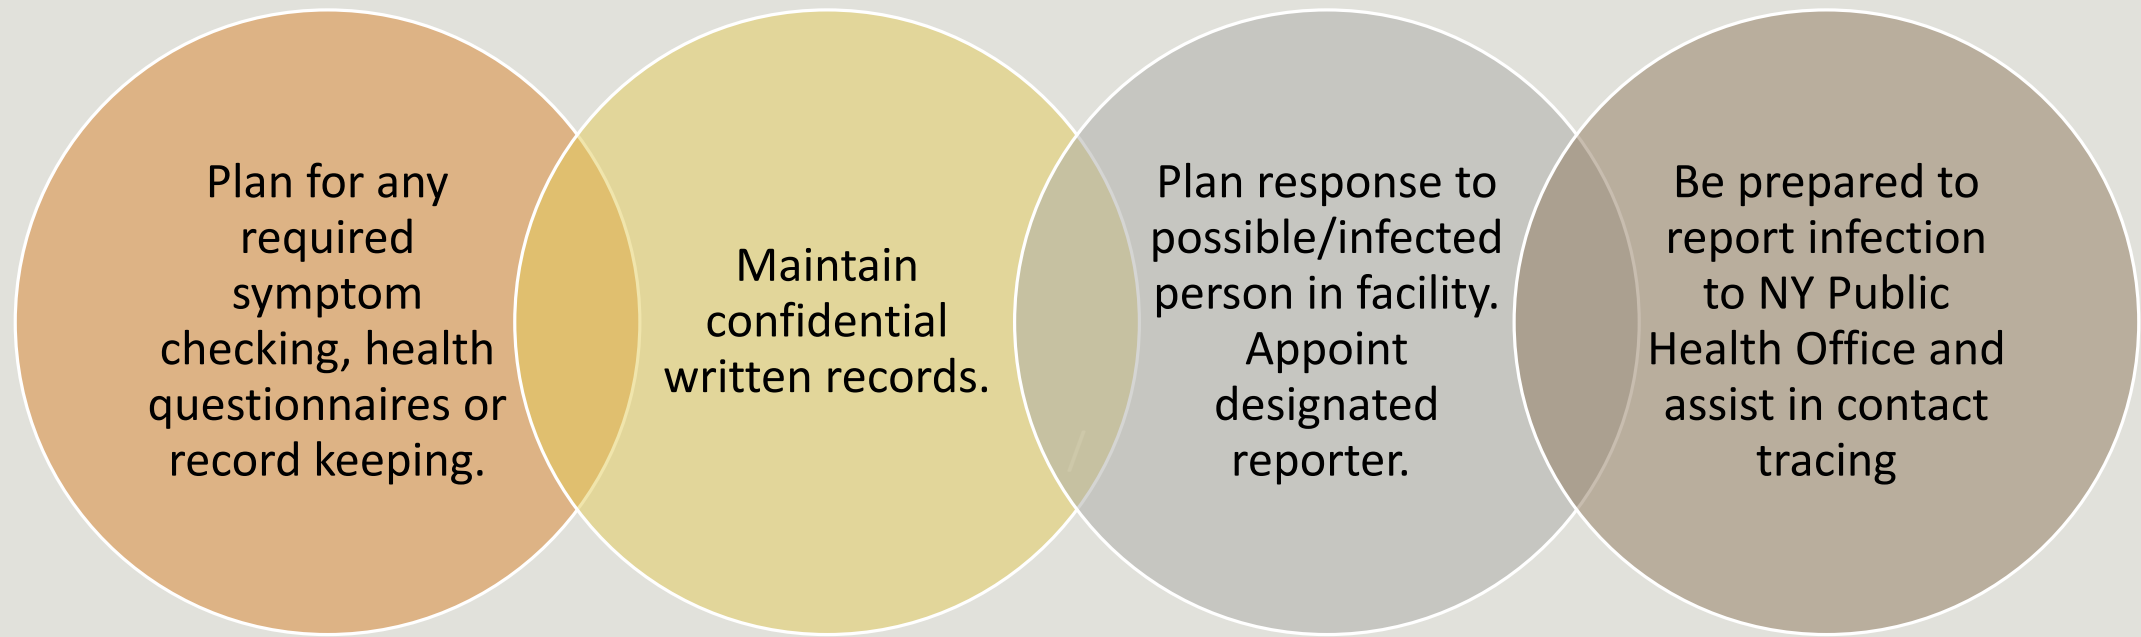 Plan for any
required
symptom
checking, health
questionnaires or
record keeping.
Maintain
confidential
written records.
Plan response to
possible/infected
person in facility.
Appoint
designated
reporter.
Be prepared to
report infection
to NY Public
Health Office and
assist in contact
tracing